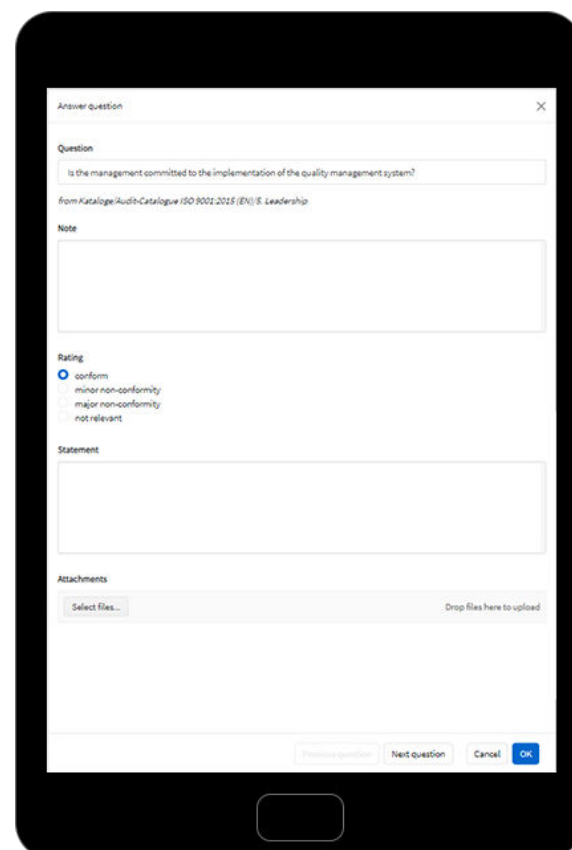 Answer question
Question
Is the management committed to the implementation of the quality management system?
from Kataloge/Audit-Catalogue ISO 9001:2015 (EN)/5. Leadership
Note
Rating
conform
minor non-conformity
major non-conformity
not relevant
Statement
Attachments
Select files... Drop files here to upload
Previous question Next question Cancel OK